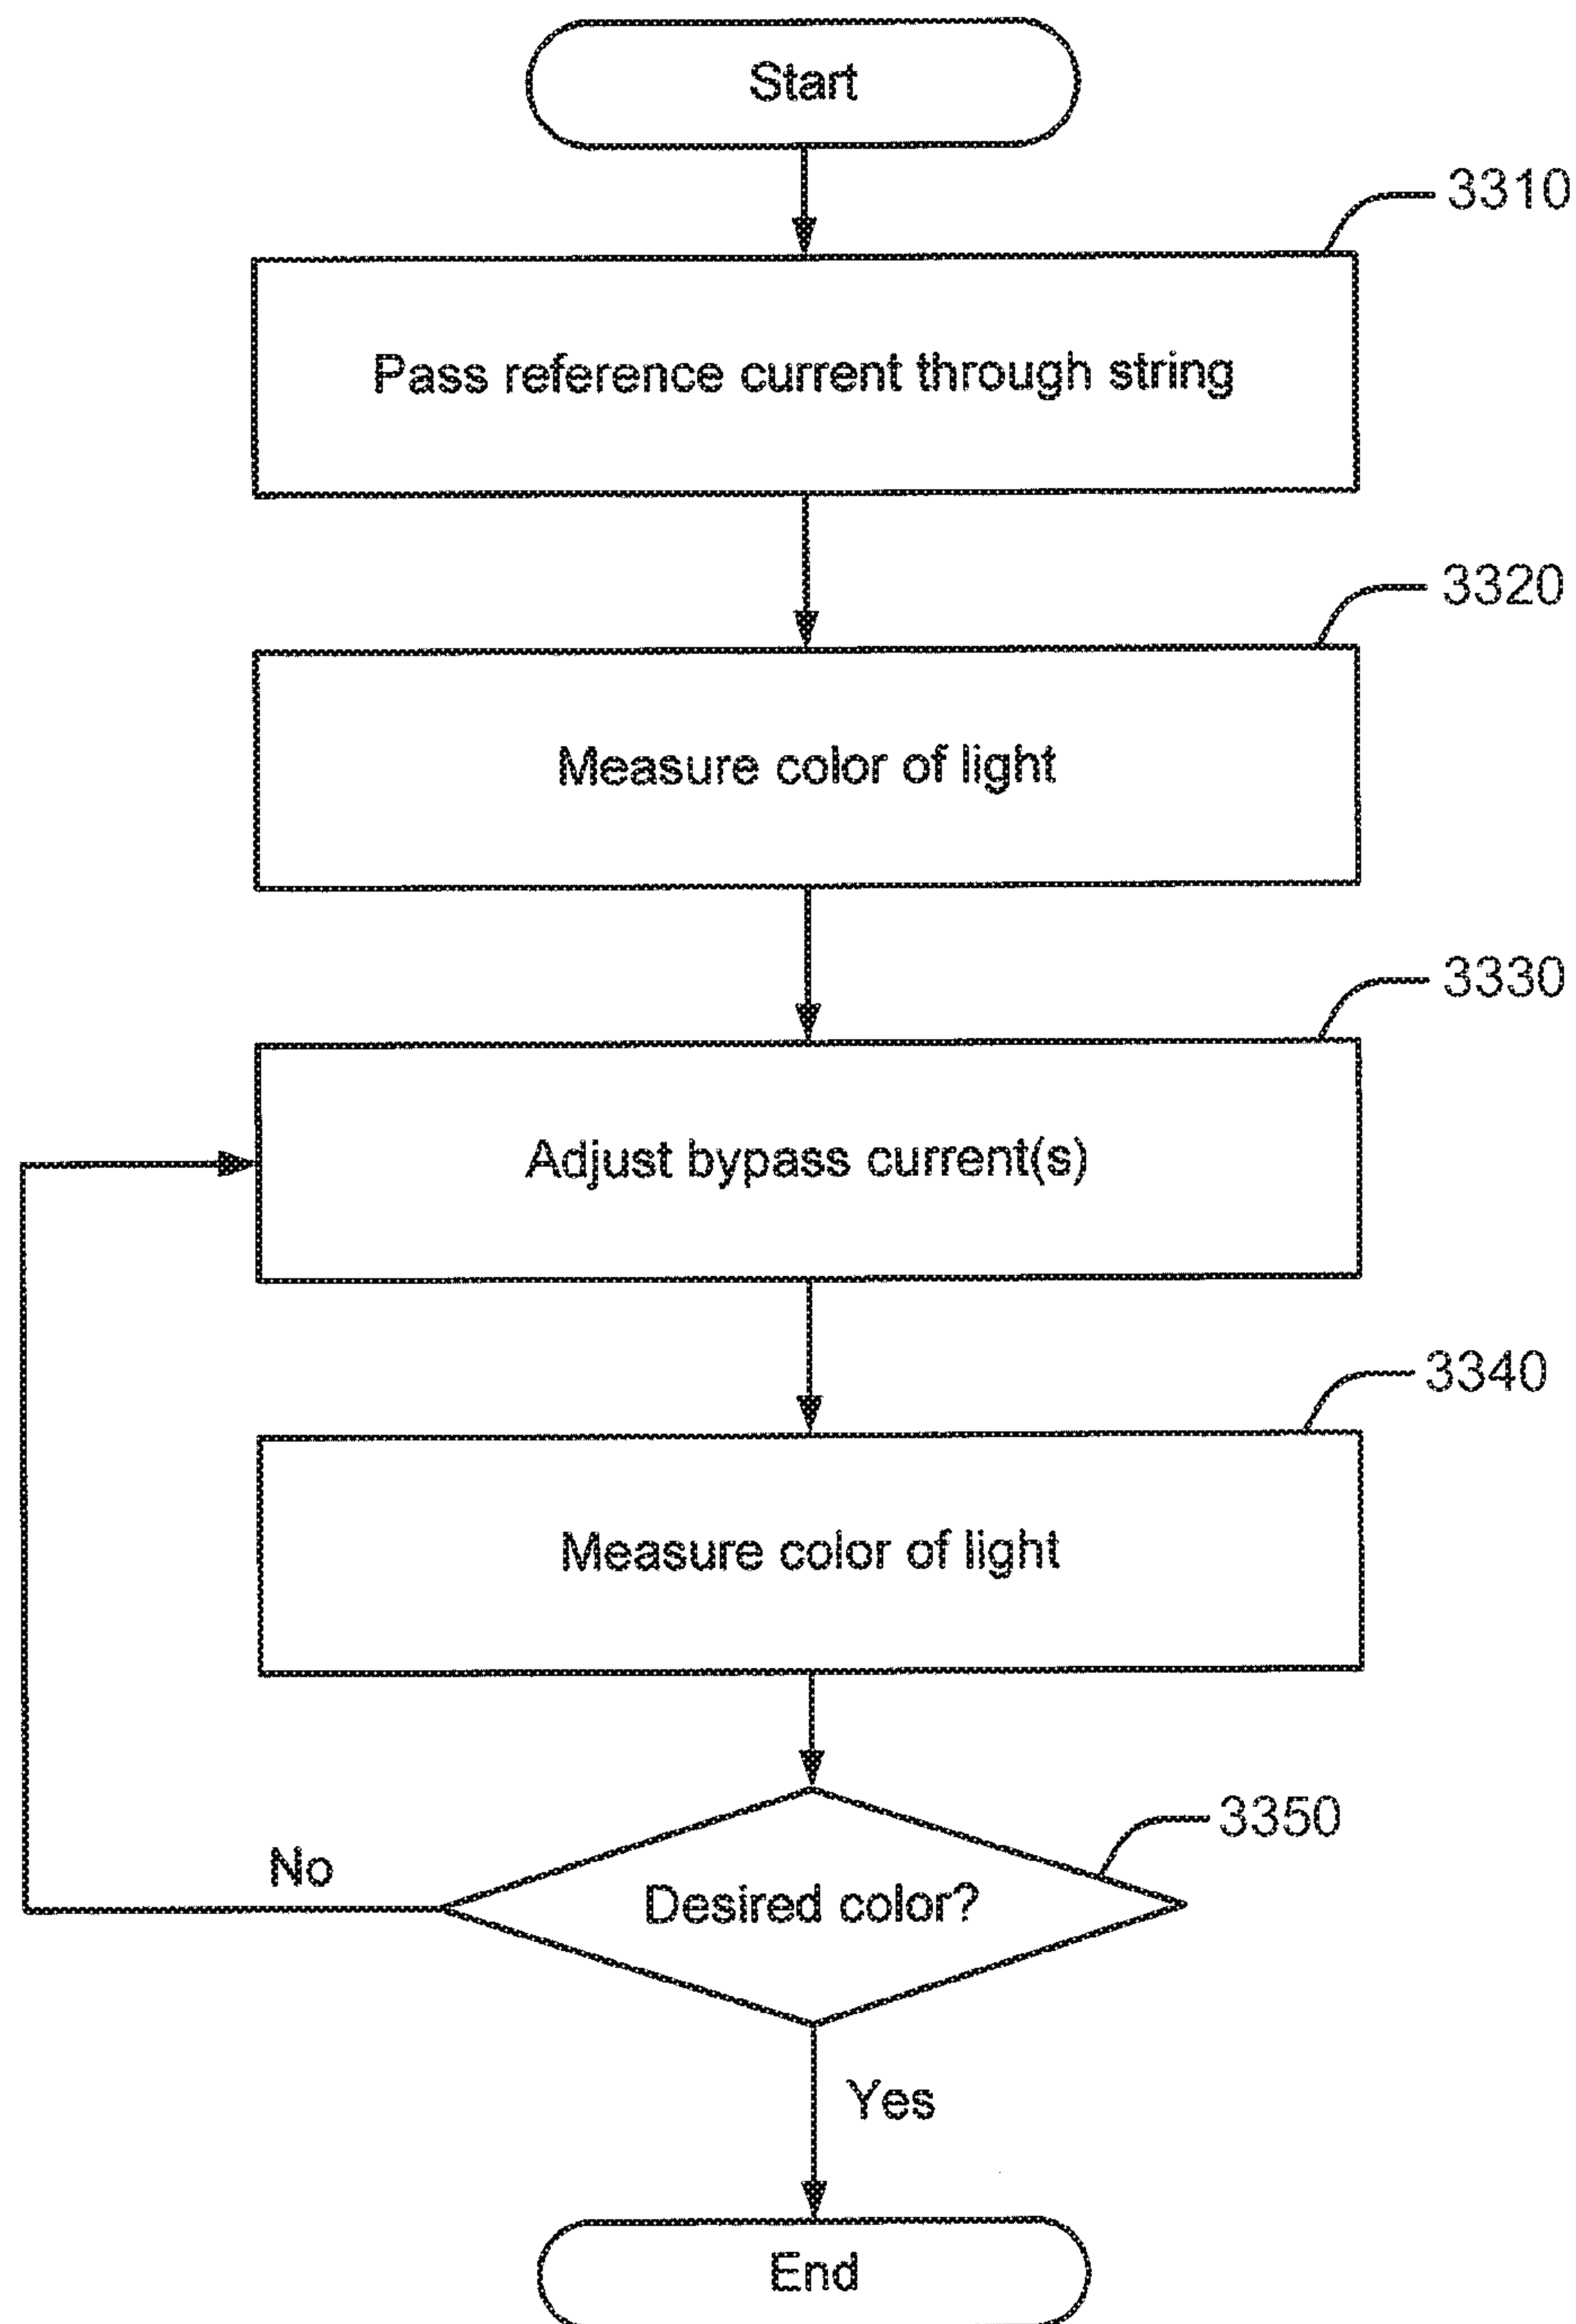 Start
3310
Pass reference current through string
3320
Measure color of light
3330
Adjust bypass current(s)
3340
Measure color of light
3350
Desired color?
No
Yes
End